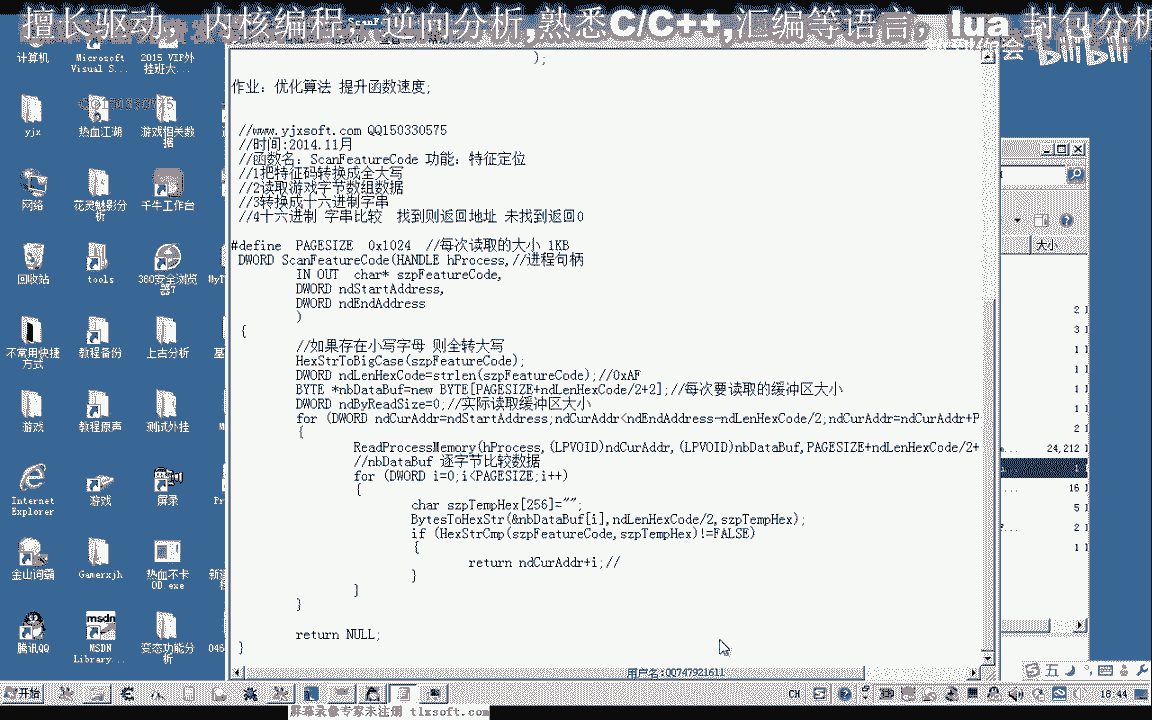 擅长驱动，内核编程，逆向分析,熟悉C/C++,汇编等语言，lua 封包分析
bilibili
计算机
Microsoft Visual S...
2015 VIP外挂班大...
);
作业: 优化算法 提升函数速度;
//www.yjxsoft.com QQ150330575
//时间:2014.11月
//函数名: ScanFeatureCode 功能: 特征定位
//1把特征码转换成全大写
//2读取游戏字节数组数据
//3转换成十六进制字串
//4十六进制 字串比较 找到则返回地址 未找到返回0
#define PAGESIZE 0x1024 //每次读取的大小 1KB
DWORD ScanFeatureCode(HANDLE hProcess,//进程句柄
IN OUT char* szpFeatureCode,
DWORD ndStartAddress,
DWORD ndEndAddress
)
{
//如果存在小写字母 则全转大写
HexStrToBigCase(szpFeatureCode);
DWORD ndLenHexCode=strlen(szpFeatureCode);//0xAF
BYTE *nbDataBuf=new BYTE[PAGESIZE+ndLenHexCode/2+2];//每次要读取的缓冲区大小
DWORD ndByReadSize=0;//实际读取缓冲区大小
for (DWORD ndCurAddr=ndStartAddress;ndCurAddr<ndEndAddress-ndLenHexCode/2;ndCurAddr=ndCurAddr+P
{
ReadProcessMemory(hProcess,(LPVOID)ndCurAddr,(LPVOID)nbDataBuf,PAGESIZE+ndLenHexCode/2+
//nbDataBuf 逐字节比较数据
for (DWORD i=0;i<PAGESIZE;i++)
{
char szpTempHex[256]="";
BytesToHexStr(&nbDataBuf[i],ndLenHexCode/2,szpTempHex);
if (HexStrCmp(szpFeatureCode,szpTempHex)!=FALSE)
{
return ndCurAddr+i;//
}
}
}
return NULL;
}
用户名:00747921611
yjx
热血江湖
游戏相关数据
网络
花灵魅影分析
千牛工作台
回收站
tools
360安全浏览器7
不常用快捷方式
教程备份
上古分析
游戏
教程原声
测试外挂
Internet Explorer
游戏
屏录
金山词霸
Gamerxjh
热血不卡OD.exe
腾讯QQ
MSDN Library...
变态功能分析
大小
2
3
1
1
1
1
2
24,212
1
16
5
2
1
开始
CH
五
18:44
屏幕录像专家未注册 tlxsoft.com